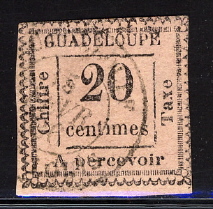 GUADELOUPE
Chiffre
20
Taxe
centimes
A percevoir